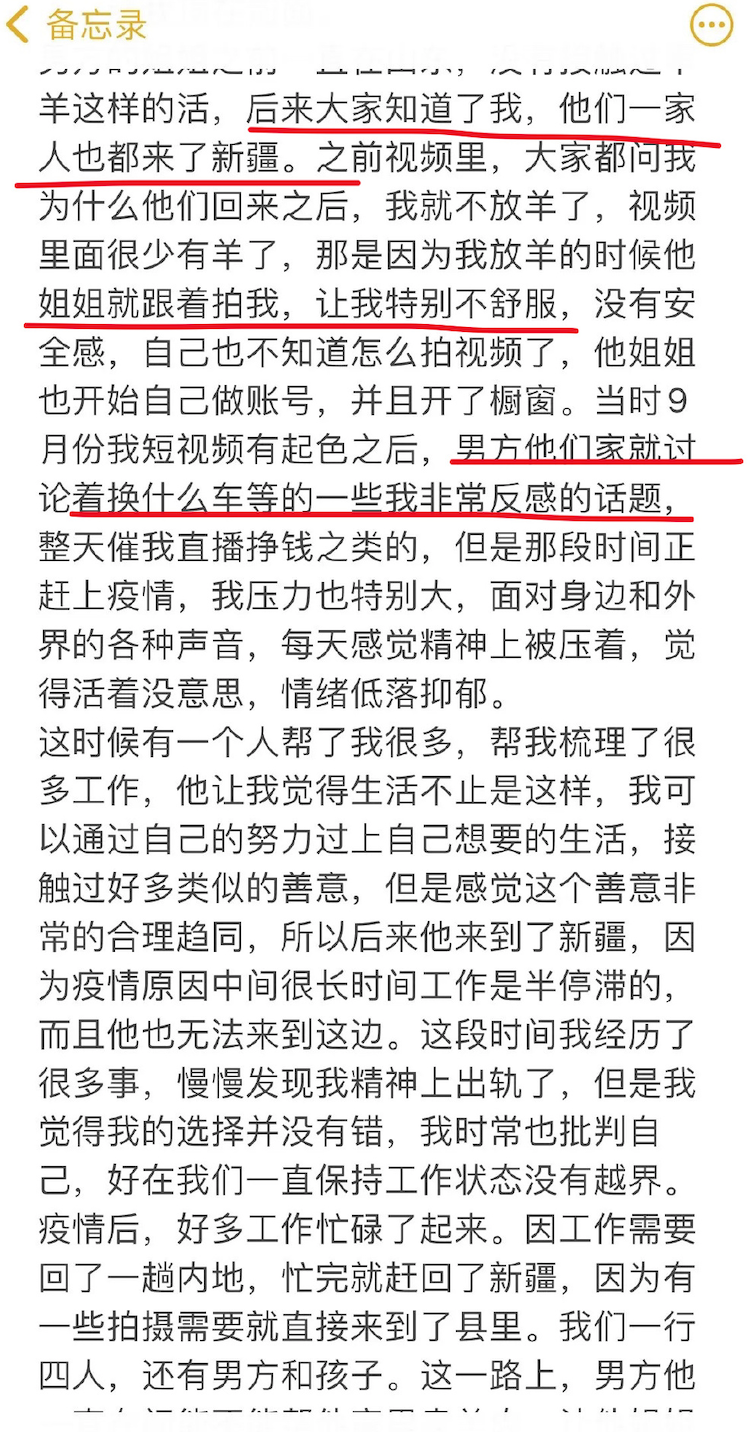 备忘录
羊这样的活，后来大家知道了我，他们一家
人也都来了新疆。之前视频里，大家都问我
为什么他们回来之后，我就不放羊了，视频
里面很少有羊了，那是因为我放羊的时候他
姐姐就跟着拍我，让我特别不舒服，没有安
全感，自己也不知道怎么拍视频了，他姐姐
也开始自己做账号，并且开了橱窗。当时9
月份我短视频有起色之后，男方他们家就讨
论着换什么车等的一些我非常反感的话题，
整天催我直播挣钱之类的，但是那段时间正
赶上疫情，我压力也特别大，面对身边和外
界的各种声音，每天感觉精神上被压着，觉
得活着没意思，情绪低落抑郁。
这时候有一个人帮了我很多，帮我梳理了很
多工作，他让我觉得生活不止是这样，我可
以通过自己的努力过上自己想要的生活，接
触过好多类似的善意，但是感觉这个善意非
常的合理趋同，所以后来他来到了新疆，因
为疫情原因中间很长时间工作是半停滞的，
而且他也无法来到这边。这段时间我经历了
很多事，慢慢发现我精神上出轨了，但是我
觉得我的选择并没有错，我时常也批判自
己，好在我们一直保持工作状态没有越界。
疫情后，好多工作忙碌了起来。因工作需要
回了一趟内地，忙完就赶回了新疆，因为有
一些拍摄需要就直接来到了县里。我们一行
四人，还有男方和孩子。这一路上，男方他